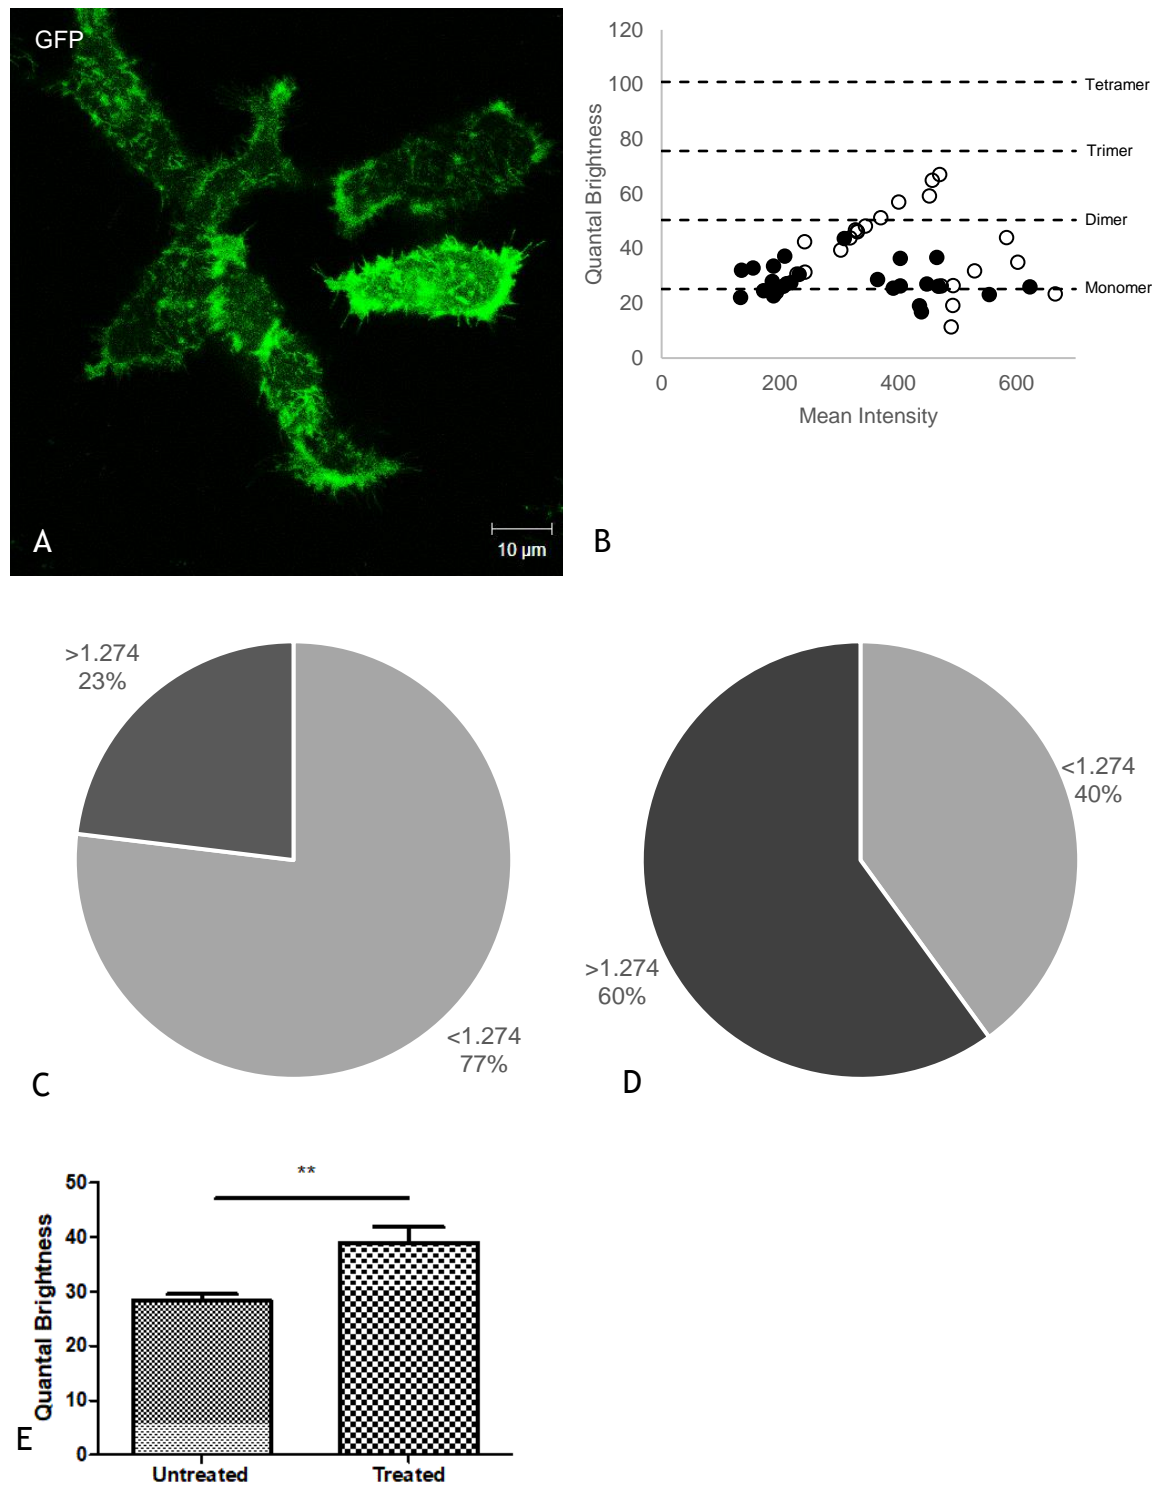 GFP
A
10 µm
120
100
80
60
40
20
0
Quantal Brightness
0
200
400
600
Mean Intensity
Tetramer
Trimer
Dimer
Monomer
B
>1.274
23%
<1.274
77%
C
<1.274
40%
>1.274
60%
D
**
50
40
30
20
10
0
Quantal Brightness
Untreated
Treated
E